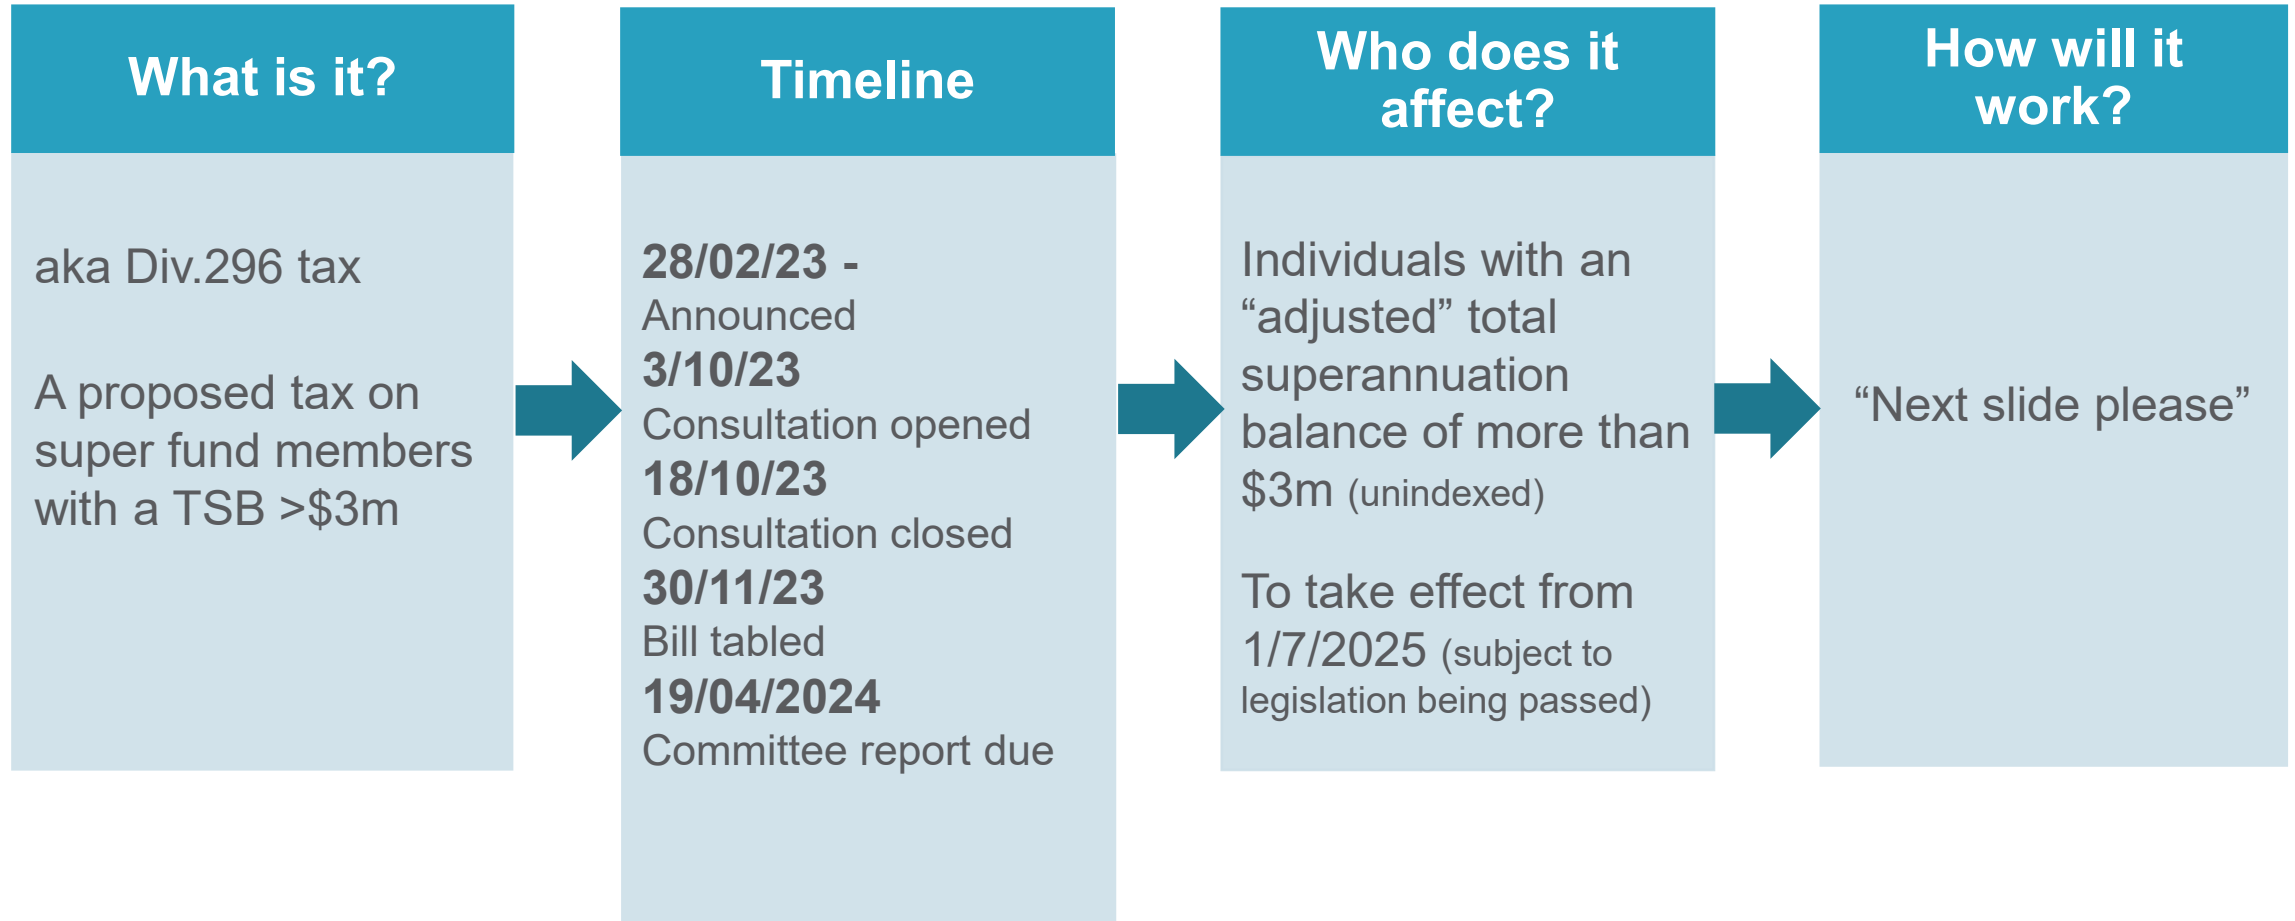 What is it?
aka Div.296 tax
A proposed tax on
super fund members
with a TSB >$3m
Timeline
28/02/23 -
Announced
3/10/23
Consultation opened
18/10/23
Consultation closed
30/11/23
Bill tabled
19/04/2024
Committee report due
Who does it
affect?
Individuals with an
“adjusted” total
superannuation
balance of more than
$3m (unindexed)
To take effect from
1/7/2025 (subject to
legislation being passed)
How will it
work?
“Next slide please”